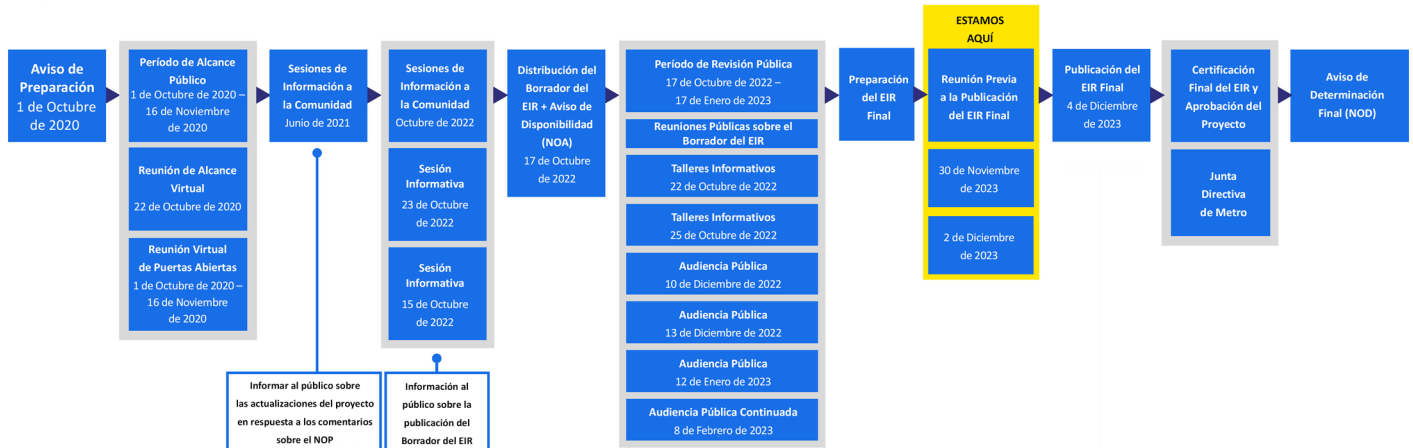 Aviso de
Preparación
1 de Octubre
de 2020
Período de Alcance
Público
1 de Octubre de 2020 –
16 de Noviembre
de 2020
Reunión de Alcance
Virtual
22 de Octubre de 2020
Reunión Virtual
de Puertas Abiertas
1 de Octubre de 2020 –
16 de Noviembre
de 2020
Sesiones de
Información a
la Comunidad
Junio de 2021
Informar al público sobre
las actualizaciones del proyecto
en respuesta a los comentarios
sobre el NOP
Sesiones de
Información a
la Comunidad
Octubre de 2022
Sesión
Informativa
23 de Octubre
de 2022
Sesión
Informativa
15 de Octubre
de 2022
Información al
público sobre la
publicación del
Borrador del EIR
Distribución del
Borrador del
EIR + Aviso de
Disponibilidad
(NOA)
17 de Octubre
de 2022
Período de Revisión Pública
17 de Octubre de 2022 –
17 de Enero de 2023
Reuniones Públicas sobre el
Borrador del EIR
Talleres Informativos
22 de Octubre de 2022
Talleres Informativos
25 de Octubre de 2022
Audiencia Pública
10 de Diciembre de 2022
Audiencia Pública
13 de Diciembre de 2022
Audiencia Pública
12 de Enero de 2023
Audiencia Pública Continuada
8 de Febrero de 2023
Preparación
del EIR
Final
ESTAMOS
AQUÍ
Reunión Previa
a la Publicación
del EIR Final
30 de Noviembre
de 2023
2 de Diciembre
de 2023
Publicación del
EIR Final
4 de Diciembre
de 2023
Certificación
Final del EIR y
Aprobación del
Proyecto
Junta
Directiva
de Metro
Aviso de
Determinación
Final (NOD)